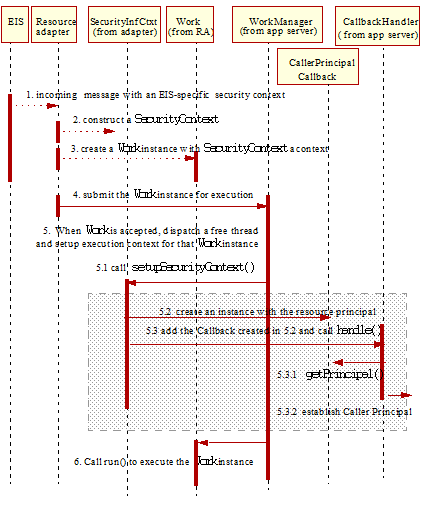 EIS
Resource
adapter
SecurityInfCtxt
(from adapter)
Work
(from RA)
WorkManager
(from app server)
CallbackHandler
( from app server)
CallerPrincipal
Callback
1. incoming message with an EIS-specific security context
2. construct a SecurityContext
3. create a Work instance with SecurityContext a context
4. submit the Work instance for execution
5. When Work is accepted, dispatch a free thread
and setup execution context for that Work instance
5.1 call setupSecurityContext()
5.2 create an instance with the resource principal
5.3 add the Callback created in 5.2 and call handle()
5.3.1 getPrincipal()
5.3.2 establish Caller Principal
6. Call run() to execute the Work instance